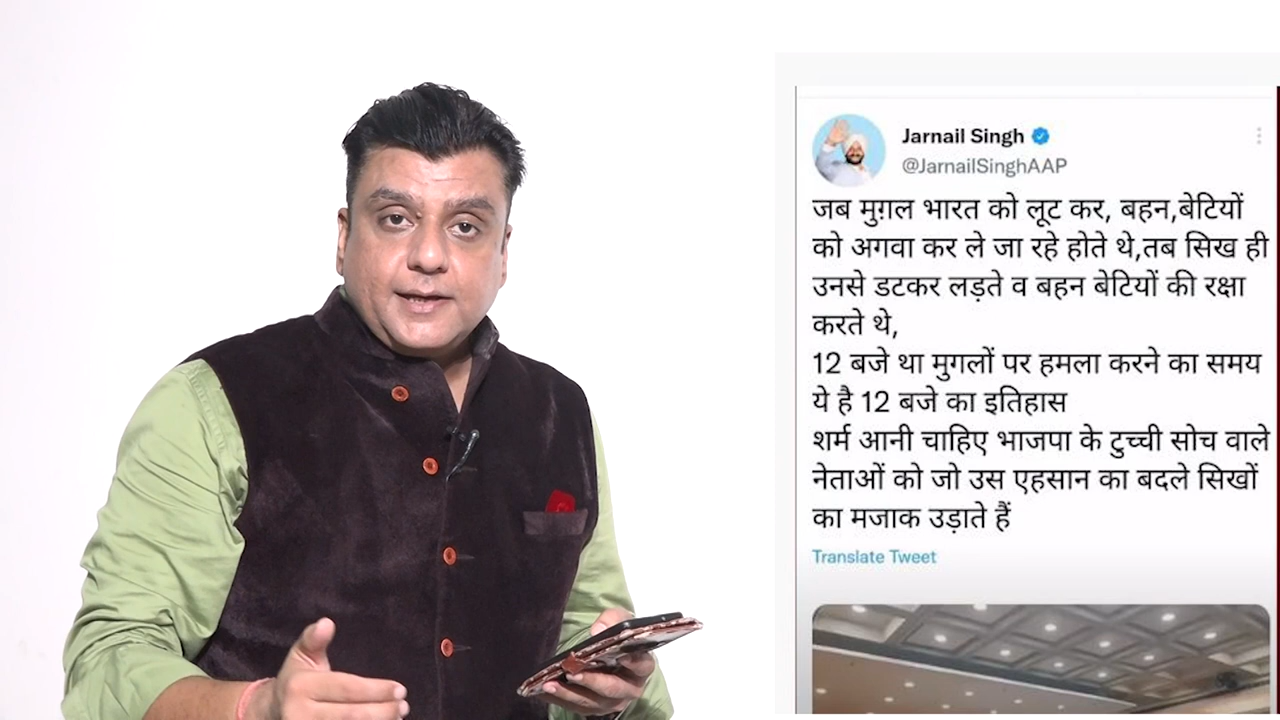 Jarnail Singh
@JarnailSinghAAP
जब मुग़ल भारत को लूट कर, बहन,बेटियों
को अगवा कर ले जा रहे होते थे,तब सिख ही
उनसे डटकर लड़ते व बहन बेटियों की रक्षा
करते थे,
12 बजे था मुगलों पर हमला करने का समय
ये है 12 बजे का इतिहास
शर्म आनी चाहिए भाजपा के टुच्ची सोच वाले
नेताओं को जो उस एहसान का बदले सिखों
का मजाक उड़ाते हैं
Translate Tweet